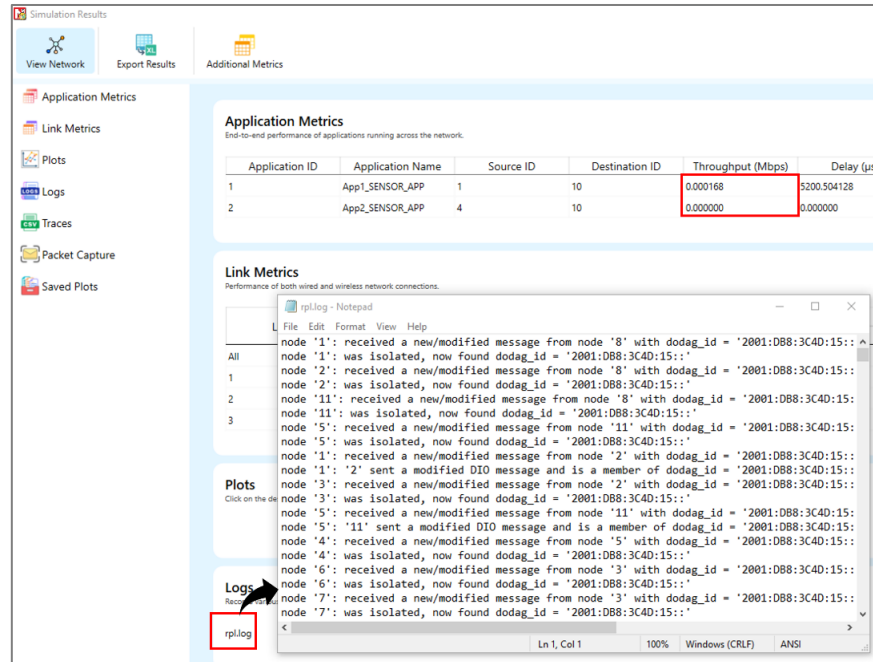 Simulation Results
View Network
Export Results
Additional Metrics
Application Metrics
Link Metrics
Plots
Logs
Traces
Packet Capture
Saved Plots
Application Metrics
End-to-end performance of applications running across the network.
Application ID Application Name Source ID Destination ID Throughput (Mbps) Delay (µs
1 App1_SENSOR_APP 1 10 0.000168 5200.504128
2 App2_SENSOR_APP 4 10 0.000000 0.000000
Link Metrics
Performance of both wired and wireless network connections.
L
All
1
2
3
Plots
Click on the de
Logs
rpl.log
rpl.log - Notepad
File Edit Format View Help
node '1': received a new/modified message from node '8' with dodag_id = '2001:DB8:3C4D:15::
node '1': was isolated, now found dodag_id = '2001:DB8:3C4D:15::'
node '2': received a new/modified message from node '8' with dodag_id = '2001:DB8:3C4D:15::
node '2': was isolated, now found dodag_id = '2001:DB8:3C4D:15::'
node '11': received a new/modified message from node '8' with dodag_id = '2001:DB8:3C4D:15:
node '11': was isolated, now found dodag_id = '2001:DB8:3C4D:15::'
node '5': received a new/modified message from node '11' with dodag_id = '2001:DB8:3C4D:15:
node '5': was isolated, now found dodag_id = '2001:DB8:3C4D:15::'
node '1': received a new/modified message from node '2' with dodag_id = '2001:DB8:3C4D:15::
node '1': '2' sent a modified DIO message and is a member of dodag_id = '2001:DB8:3C4D:15::
node '3': received a new/modified message from node '2' with dodag_id = '2001:DB8:3C4D:15::
node '3': was isolated, now found dodag_id = '2001:DB8:3C4D:15::'
node '5': received a new/modified message from node '11' with dodag_id = '2001:DB8:3C4D:15:
node '5': '11' sent a modified DIO message and is a member of dodag_id = '2001:DB8:3C4D:15:
node '4': received a new/modified message from node '5' with dodag_id = '2001:DB8:3C4D:15::
node '4': was isolated, now found dodag_id = '2001:DB8:3C4D:15::'
node '6': received a new/modified message from node '3' with dodag_id = '2001:DB8:3C4D:15::
node '6': was isolated, now found dodag_id = '2001:DB8:3C4D:15::'
node '7': received a new/modified message from node '3' with dodag_id = '2001:DB8:3C4D:15::
node '7': was isolated, now found dodag_id = '2001:DB8:3C4D:15::'
Ln 1, Col 1 100% Windows (CRLF) ANSI